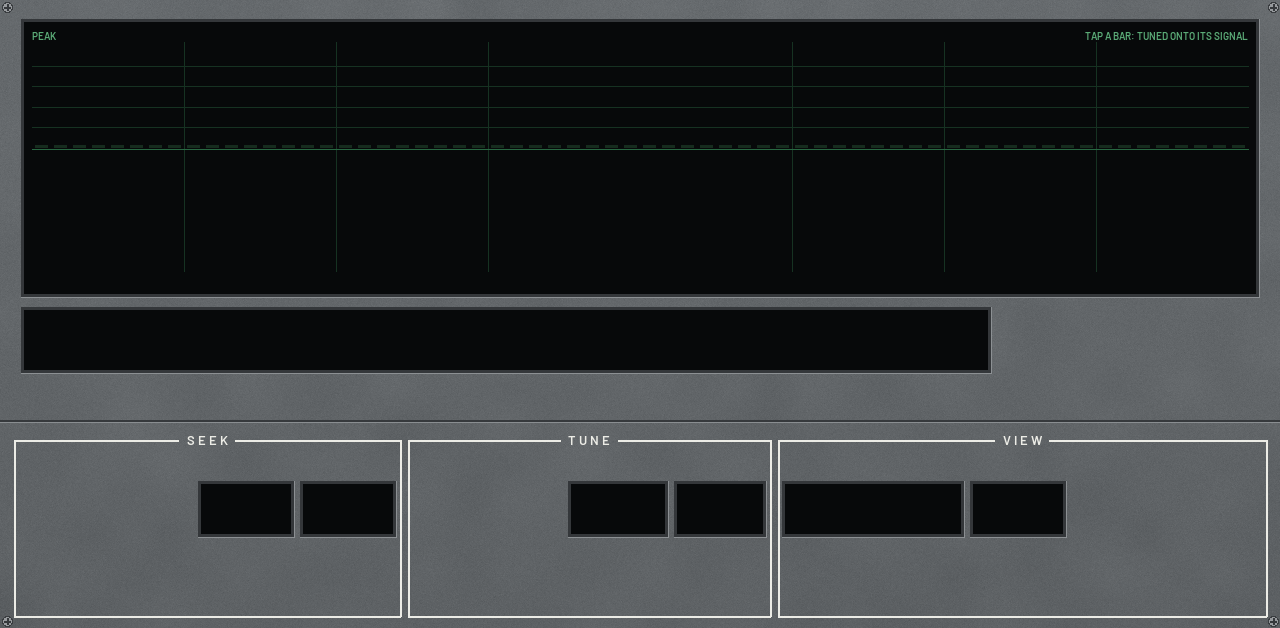 PEAK
TAP A BAR: TUNED ONTO ITS SIGNAL
SEEK
TUNE
VIEW